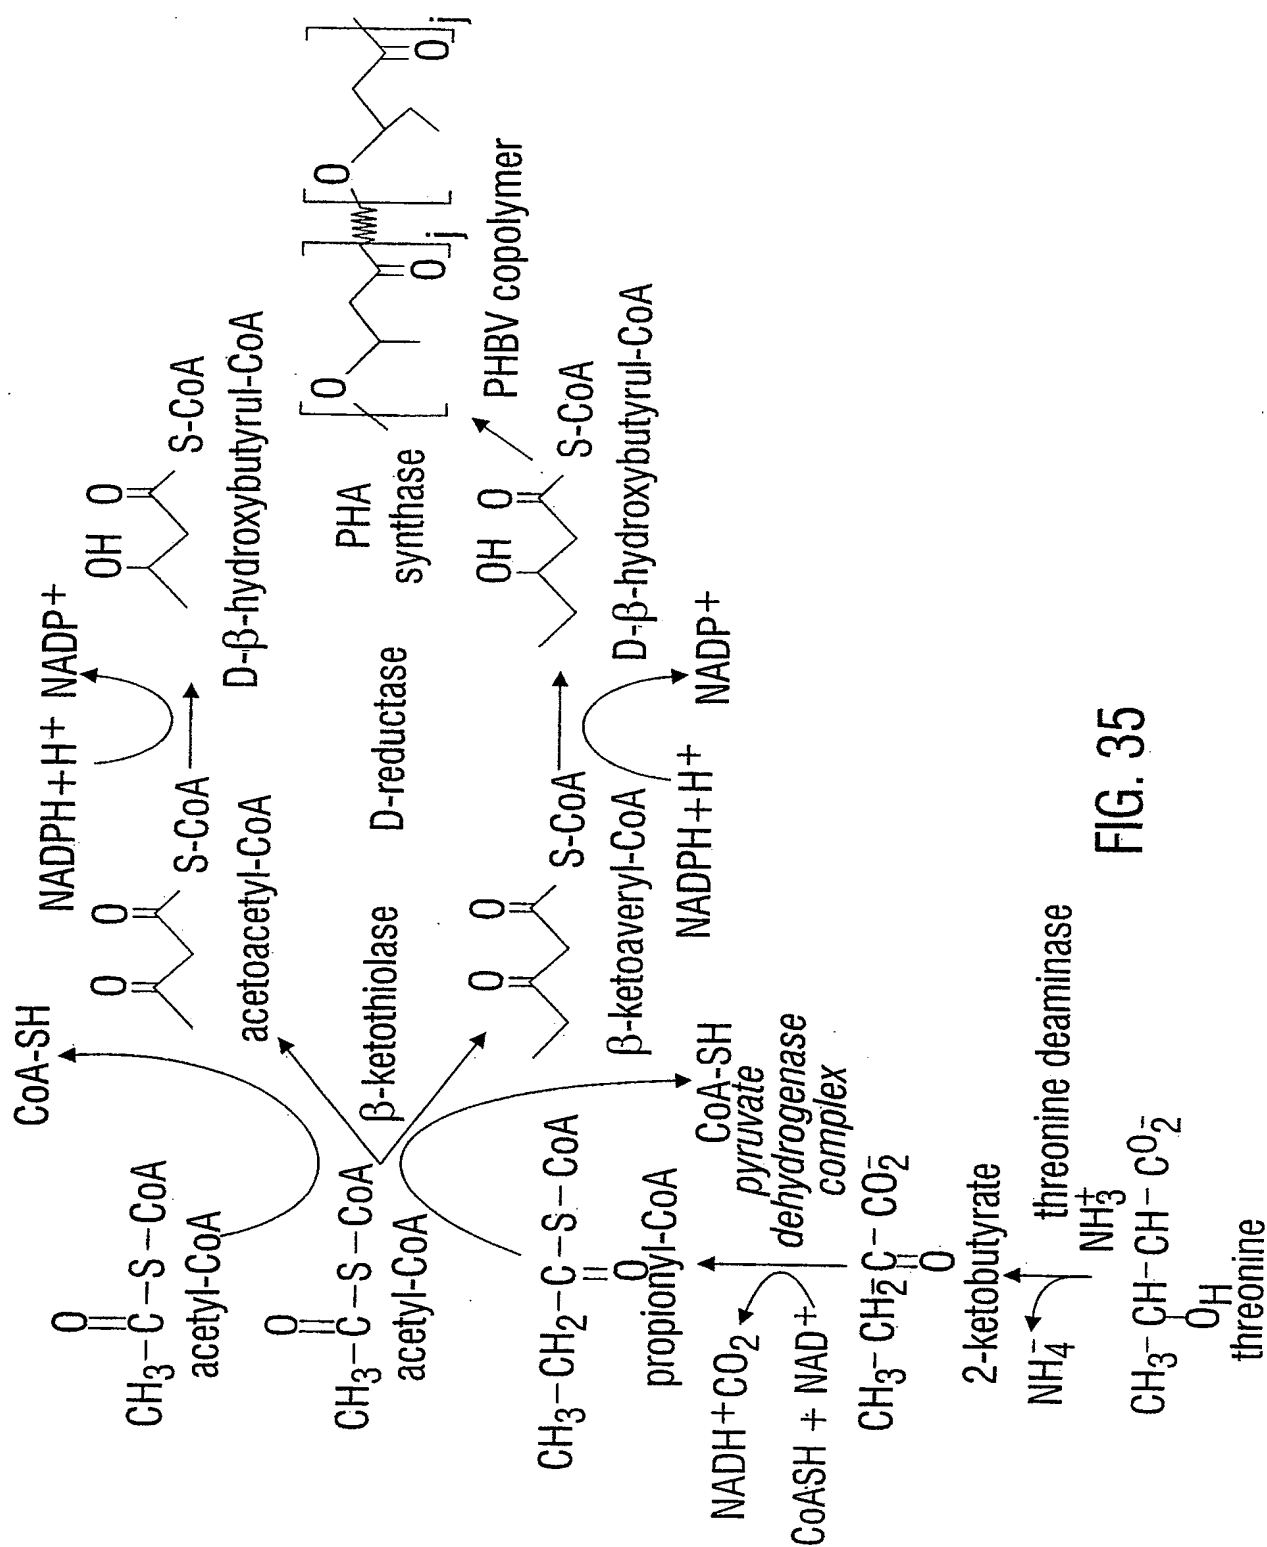 CoA-SH
NADPH+H+ NADP+
O
CH3-C-S-CoA
acetyl-CoA
O O
S-CoA
acetoacetyl-CoA
OH O
S-CoA
D-β-hydroxybutyrul-CoA
O
CH3-C-S-CoA
acetyl-CoA
β-ketothiolase
D-reductase
PHA
synthase
O
O
j
O
O
j
PHBV copolymer
CH3-CH2-C-S-CoA
O
propionyl-CoA
O O
S-CoA
β-ketoaveryl-CoA
NADPH+H+
NADP+
OH O
S-CoA
D-β-hydroxybutyrul-CoA
CoA-SH
pyruvate
dehydrogenase
complex
NADH+CO2
CoASH + NAD+
CH3-CH2-C-CO2-
O
2-ketobutyrate
threonine deaminase
NH4-
NH3+
CH3-CH-CH-CO2-
OH
threonine
FIG. 35